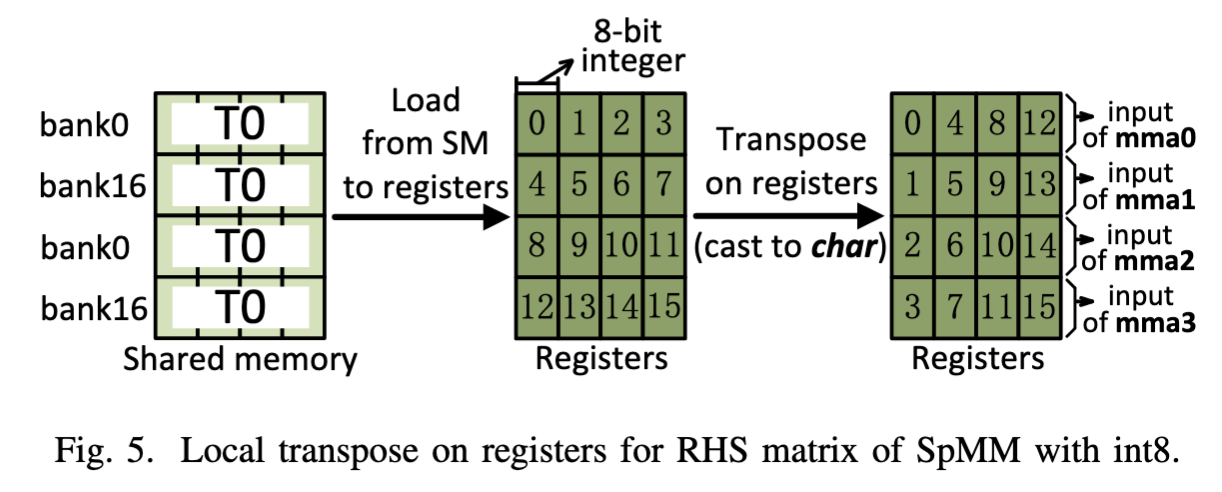 8-bit
integer
bank0 T0
bank16 T0
bank0 T0
bank16 T0
Shared memory
Load
from SM
to registers
0 1 2 3
4 5 6 7
8 9 10 11
12 13 14 15
Registers
Transpose
on registers
(cast to char)
0 4 8 12
1 5 9 13
2 6 10 14
3 7 11 15
Registers
input
of mma0
input
of mma1
input
of mma2
input
of mma3
Fig. 5. Local transpose on registers for RHS matrix of SpMM with int8.